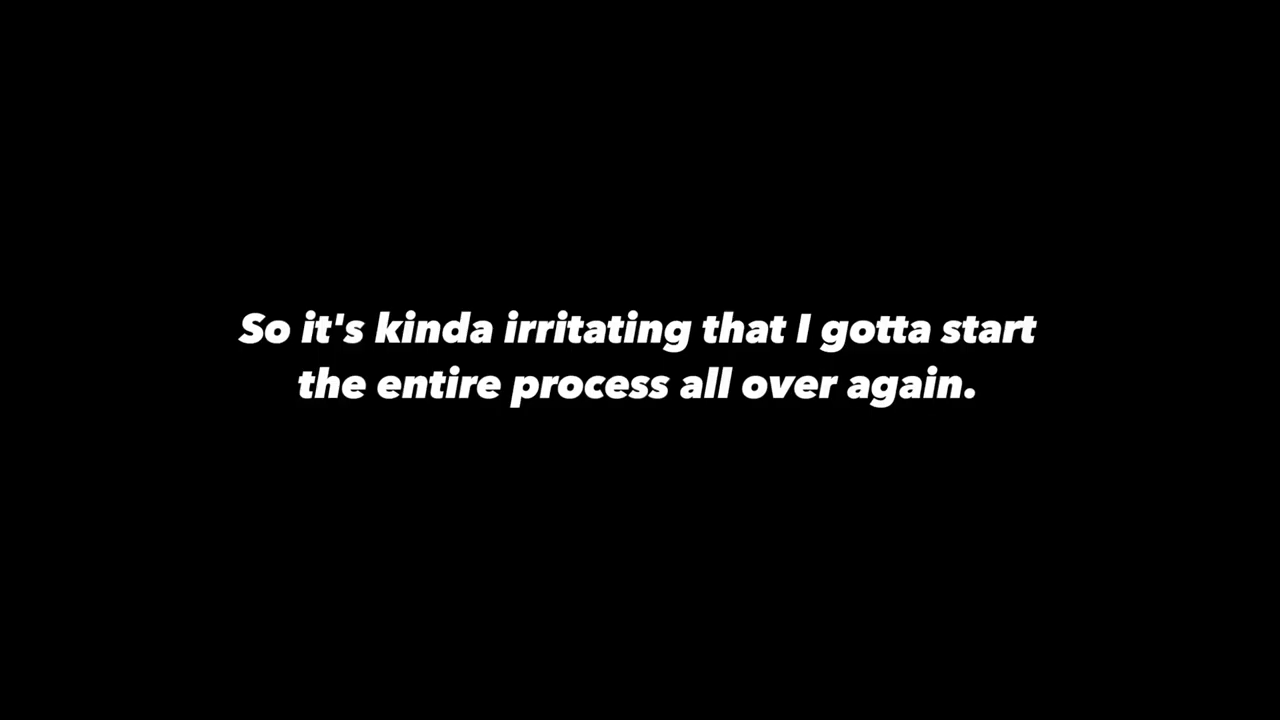 So it's kinda irritating that I gotta start
the entire process all over again.